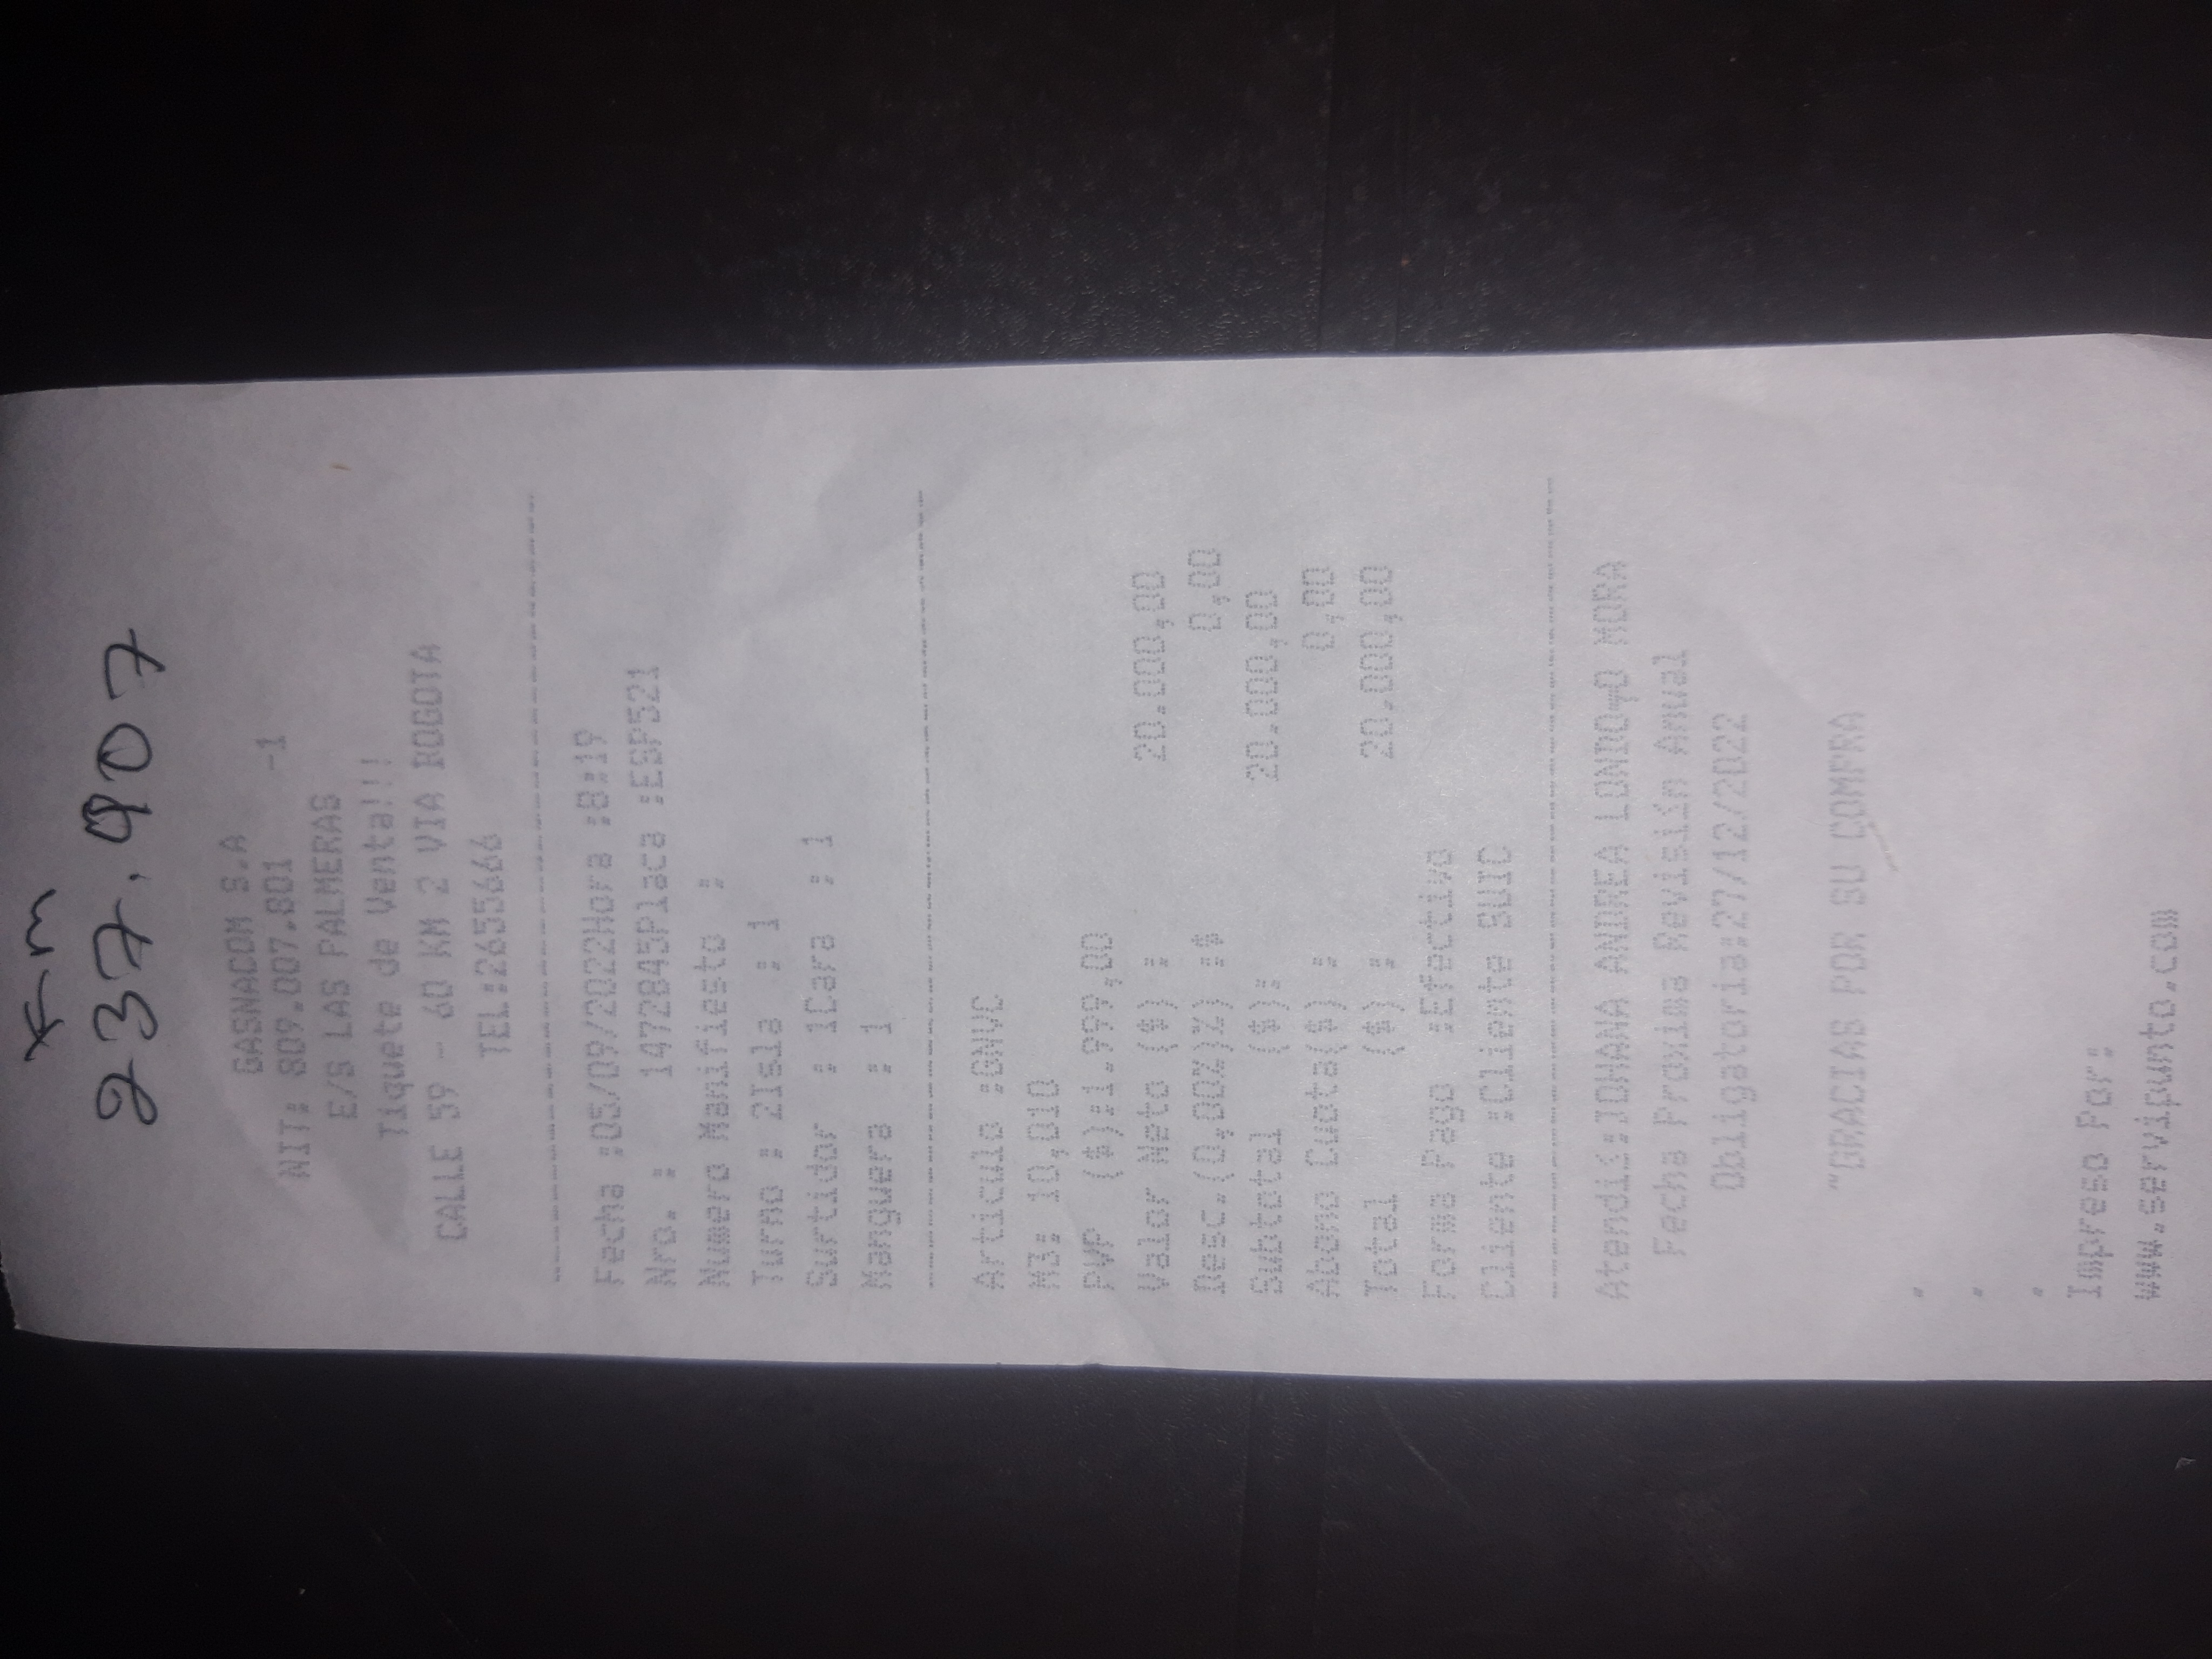 Km
237.907
GASNACOM S.A
NIT: 809.007.801 -1
E/S LAS PALMERAS
Tiquete de Venta!!!
CALLE 59 - 60 KM 2 VIA BOGOTA
TEL:2655666
Fecha :05/09/2022Hora :8:19
Nro. : 1472845Placa :ESP521
Numero Manifiesto :
Turno : 2Isla : 1
Surtidor : 1Cara : 1
Manguera : 1
Articulo :GNVC
M3: 10,010
PVP ($):1.999,00
Valor Neto ($) : 20.000,00
Desc.(0,00%)%) :$ 0,00
Subtotal ($): 20.000,00
Abono Cuota($) : 0,00
Total ($) : 20.000,00
Forma Pago :Efectivo
Cliente :Cliente SUIC
JOHANA ANDREA MORA
Fecha Proxima Anual
Obligatoria:27/12/2022
"GRACIAS POR SU COMPRA
.
.
.
Impreso Por:
www.servipunto.com